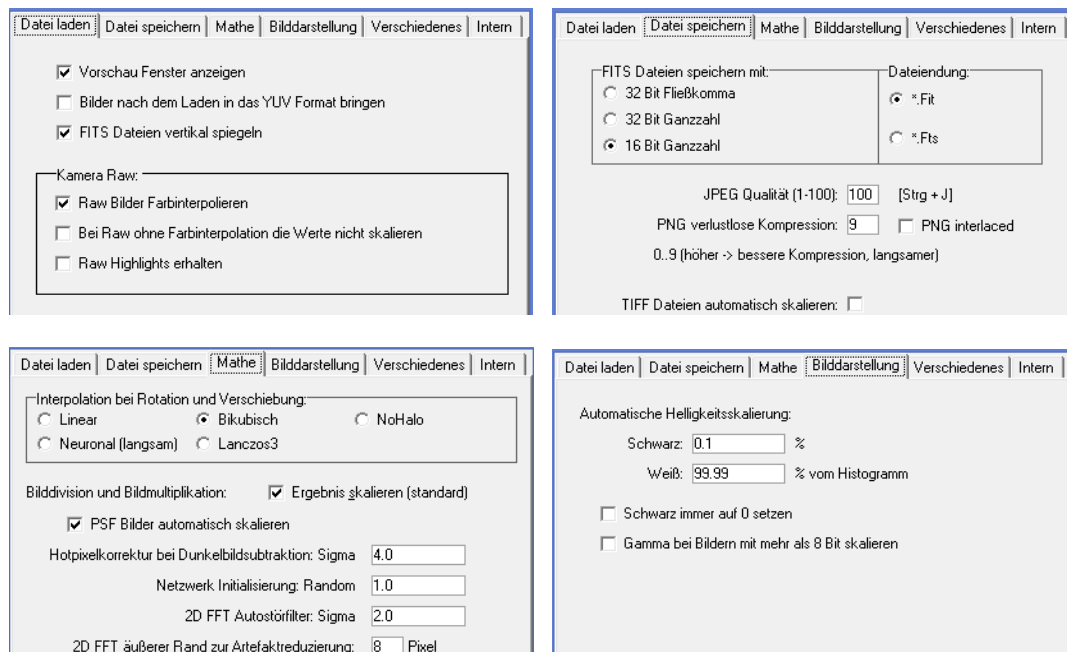 Datei laden Datei speichern Mathe Bilddarstellung Verschiedenes Intern
Vorschau Fenster anzeigen
Bilder nach dem Laden in das YUV Format bringen
FITS Dateien vertikal spiegeln
Kamera Raw:
Raw Bilder Farbinterpolieren
Bei Raw ohne Farbinterpolation die Werte nicht skalieren
Raw Highlights erhalten
Datei laden Datei speichern Mathe Bilddarstellung Verschiedenes Intern
FITS Dateien speichern mit: Dateiendung:
32 Bit Fließkomma *.Fit
32 Bit Ganzzahl
16 Bit Ganzzahl *.Fts
JPEG Qualität (1-100): 100 [Strg + J]
PNG verlustlose Kompression: 9 PNG interlaced
0..9 (höher -> bessere Kompression, langsamer)
TIFF Dateien automatisch skalieren:
Datei laden Datei speichern Mathe Bilddarstellung Verschiedenes Intern
Interpolation bei Rotation und Verschiebung:
Linear Bikubisch NoHalo
Neuronal (langsam) Lanczos3
Bilddivision und Bildmultiplikation: Ergebnis skalieren (standard)
PSF Bilder automatisch skalieren
Hotpixelkorrektur bei Dunkelbildsubtraktion: Sigma 4.0
Netzwerk Initialisierung: Random 1.0
2D FFT Autostörfilter: Sigma 2.0
2D FFT äußerer Rand zur Artefaktreduzierung: 8 Pixel
Datei laden Datei speichern Mathe Bilddarstellung Verschiedenes Intern
Automatische Helligkeitsskalierung:
Schwarz: 0.1 %
Weiß: 99.99 % vom Histogramm
Schwarz immer auf 0 setzen
Gamma bei Bildern mit mehr als 8 Bit skalieren